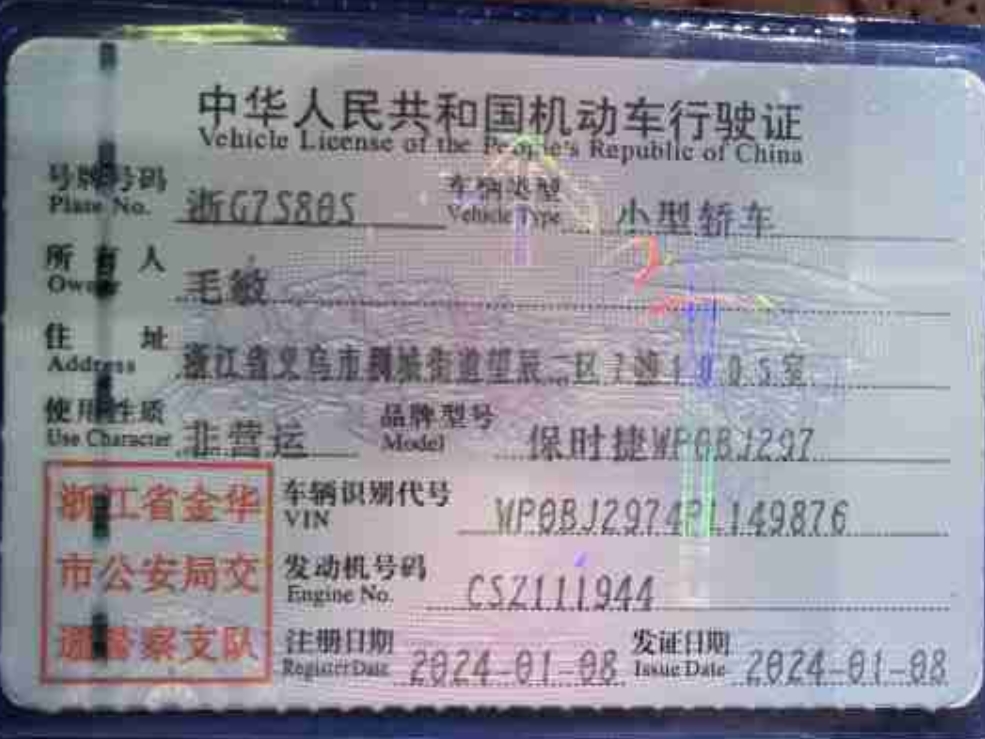 中华人民共和国机动车行驶证
Vehicle License of the People's Republic of China
号牌号码 浙G7S80S 车辆类型 小型轿车
Plate No. Vehicle Type
所有人 毛敏
Owner
住址 浙江省义乌市稠城街道望辰二区7幢1005室
Address
使用性质 非营运 品牌型号 保时捷WP0BJ297
Use Character Model
浙江省金华
市公安局交
通警察支队
车辆识别代号 WP0BJ2974PL149876
VIN
发动机号码 CSZ111944
Engine No.
注册日期 2024-01-08 发证日期 2024-01-08
Register Date Issue Date